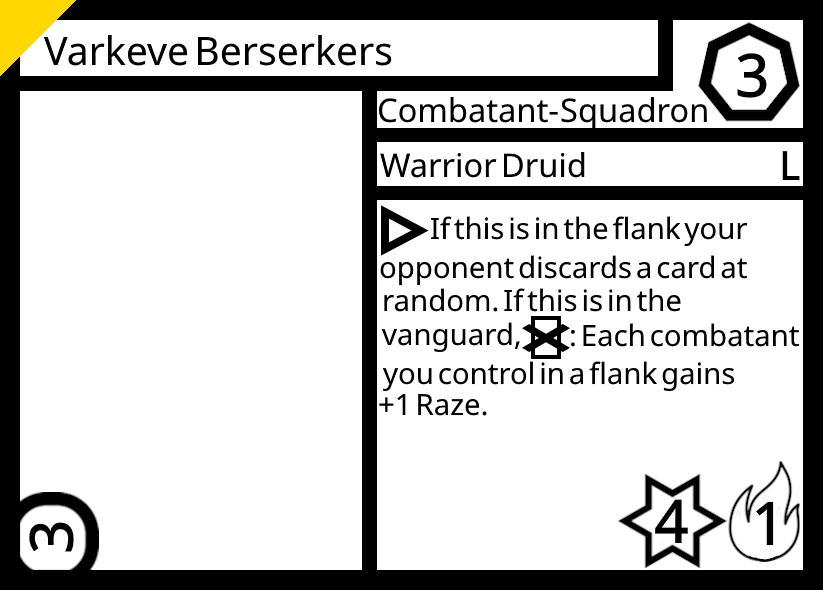 Varkeve Berserkers
3
Combatant-Squadron
Warrior Druid L
If this is in the flank your
opponent discards a card at
random. If this is in the
vanguard, : Each combatant
you control in a flank gains
+1 Raze.
3
4 1